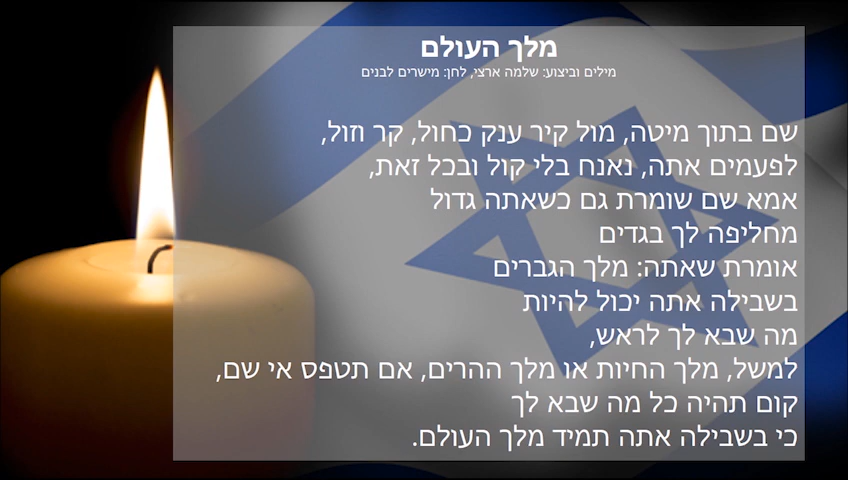 מלך העולם
מילים וביצוע: שלמה ארצי, לחן: מישרים לבנים
שם בתוך מיטה, מול קיר ענק כחול, קר וזול,
לפעמים אתה, נאנח בלי קול ובכל זאת,
אמא שם שומרת גם כשאתה גדול
מחליפה לך בגדים
אומרת שאתה: מלך הגברים
בשבילה אתה יכול להיות
מה שבא לך לראש,
למשל, מלך החיות או מלך ההרים, אם תטפס אי שם,
קום תהיה כל מה שבא לך
כי בשבילה אתה תמיד מלך העולם.